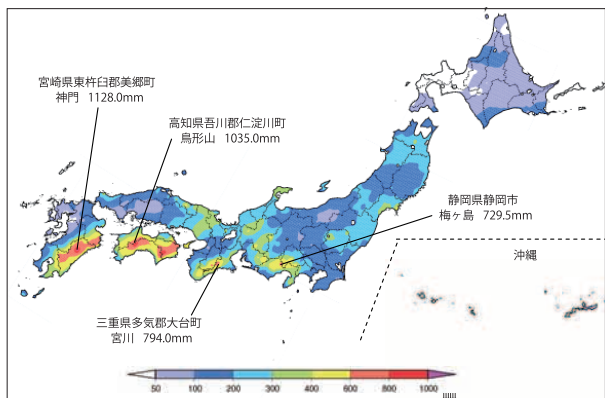 宮崎県東杵臼郡美郷町
神門 1128.0mm
高知県吾川郡仁淀川町
鳥形山 1035.0mm
静岡県静岡市
梅ヶ島 729.5mm
沖縄
三重県多気郡大台町
宮川 794.0mm
50 100 200 300 400 600 800 1000